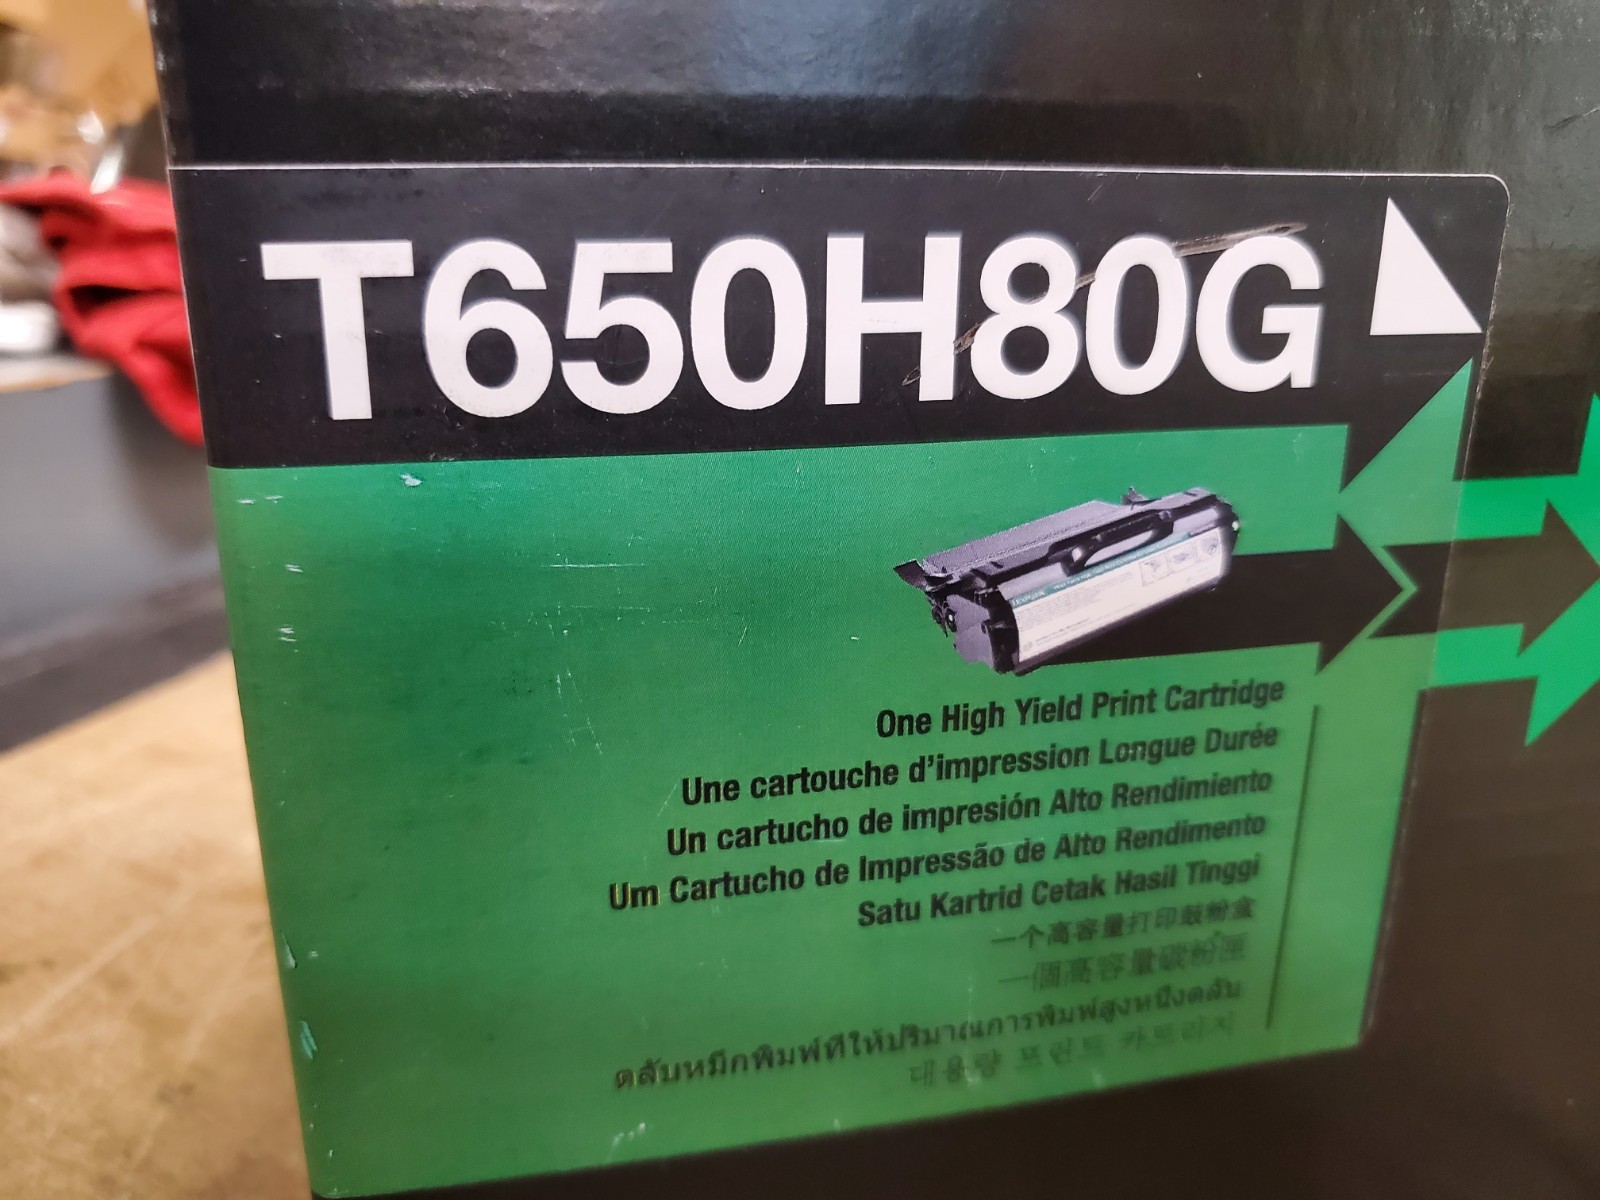 T650H80G
One High Yield Print Cartridge
Une cartouche d'impression Longue Durée
Un cartucho de impresión Alto Rendimiento
Um Cartucho de Impressão de Alto Rendimento
Satu Kartrid Cetak Hasil Tinggi
一个高容量打印鼓粉盒
一個高容量碳粉匣
ตลับหมึกพิมพ์ที่ให้ปริมาณการพิมพ์สูงหนึ่งตลับ
대용량 프린트 카트리지